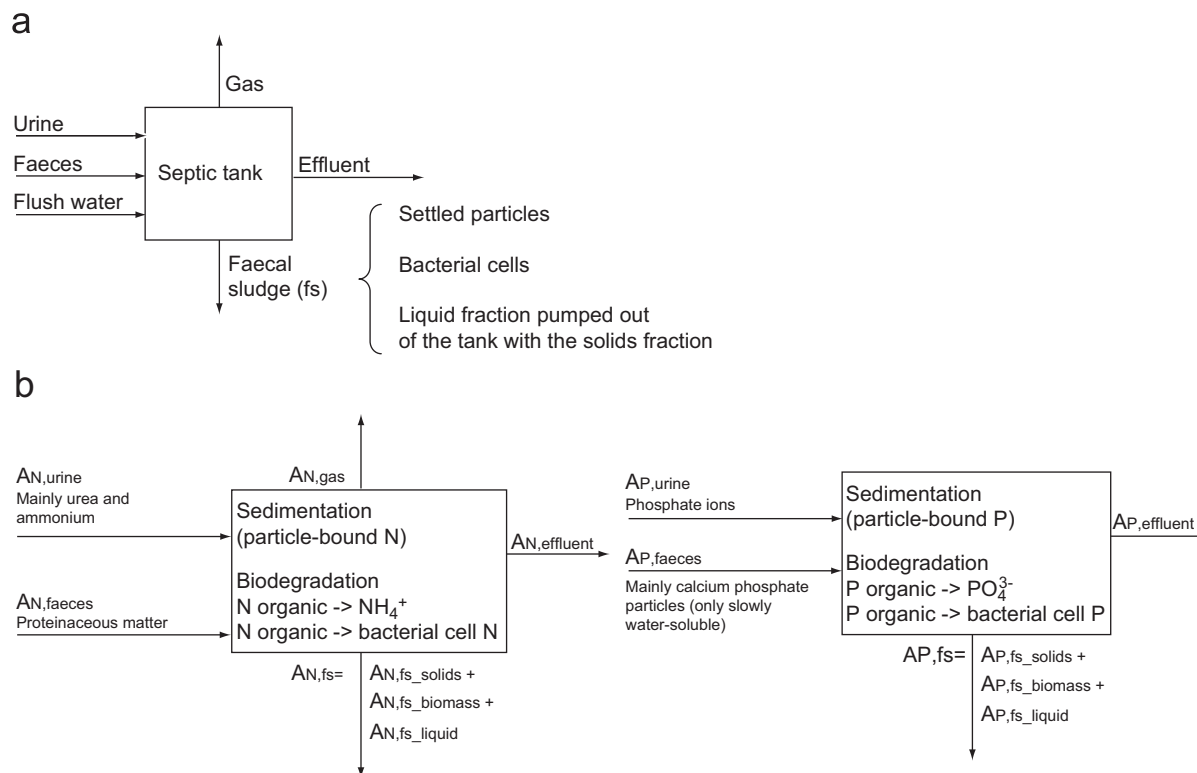 a
Gas
Urine
Faeces
Flush water
Septic tank
Effluent
Faecal
sludge (fs)
Settled particles
Bacterial cells
Liquid fraction pumped out
of the tank with the solids fraction
b
AN,urine
Mainly urea and
ammonium
AN,faeces
Proteinaceous matter
AN,gas
Sedimentation
(particle-bound N)
Biodegradation
N organic -> NH₄⁺
N organic -> bacterial cell N
AN,effluent
AN,fs=
AN,fs_solids +
AN,fs_biomass +
AN,fs_liquid
AP,urine
Phosphate ions
AP,faeces
Mainly calcium phosphate
particles (only slowly
water-soluble)
Sedimentation
(particle-bound P)
Biodegradation
P organic -> PO₄³⁻
P organic -> bacterial cell P
AP,effluent
AP,fs=
AP,fs_solids +
AP,fs_biomass +
AP,fs_liquid